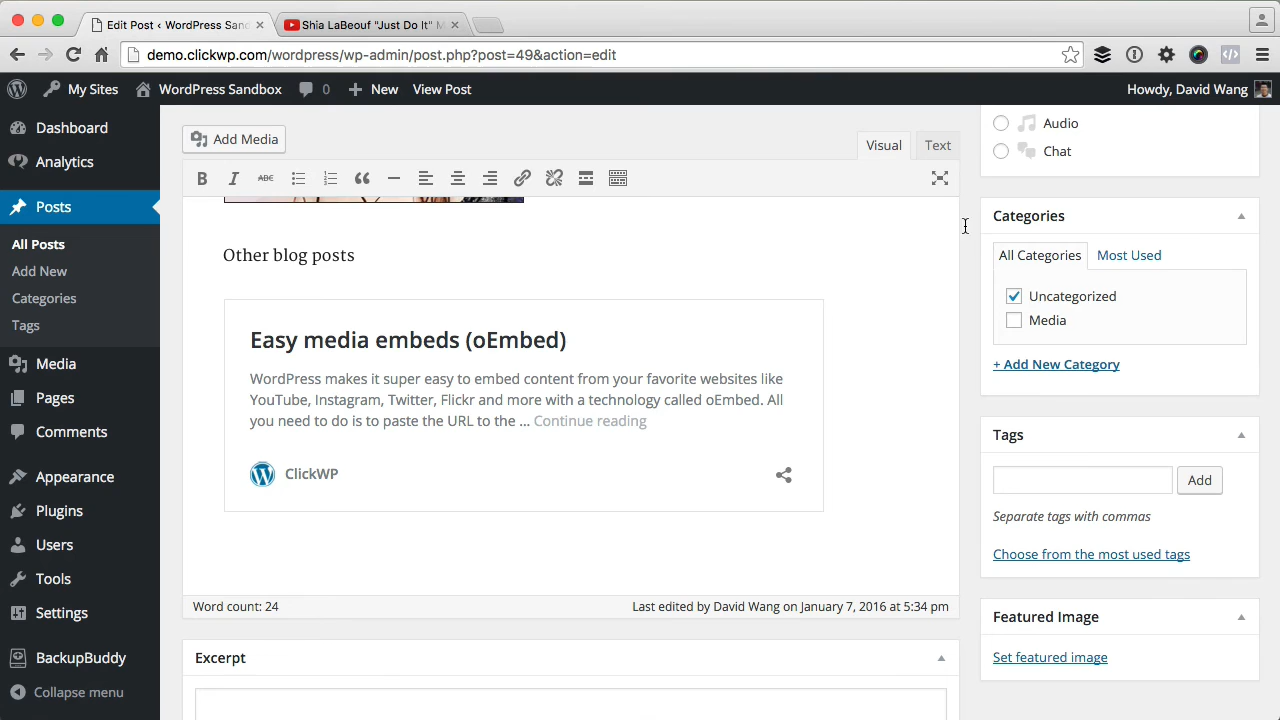 Edit Post ‹ WordPress San
Shia LaBeouf "Just Do It" M
demo.clickwp.com/wordpress/wp-admin/post.php?post=49&action=edit
My Sites
WordPress Sandbox
0
New
View Post
Howdy, David Wang
Dashboard
Analytics
Posts
All Posts
Add New
Categories
Tags
Media
Pages
Comments
Appearance
Plugins
Users
Tools
Settings
BackupBuddy
Collapse menu
Add Media
Visual
Text
B
I
ABC
Other blog posts
Easy media embeds (oEmbed)
WordPress makes it super easy to embed content from your favorite websites like
YouTube, Instagram, Twitter, Flickr and more with a technology called oEmbed. All
you need to do is to paste the URL to the ... Continue reading
ClickWP
Word count: 24
Last edited by David Wang on January 7, 2016 at 5:34 pm
Excerpt
Audio
Chat
Categories
All Categories
Most Used
Uncategorized
Media
+ Add New Category
Tags
Add
Separate tags with commas
Choose from the most used tags
Featured Image
Set featured image